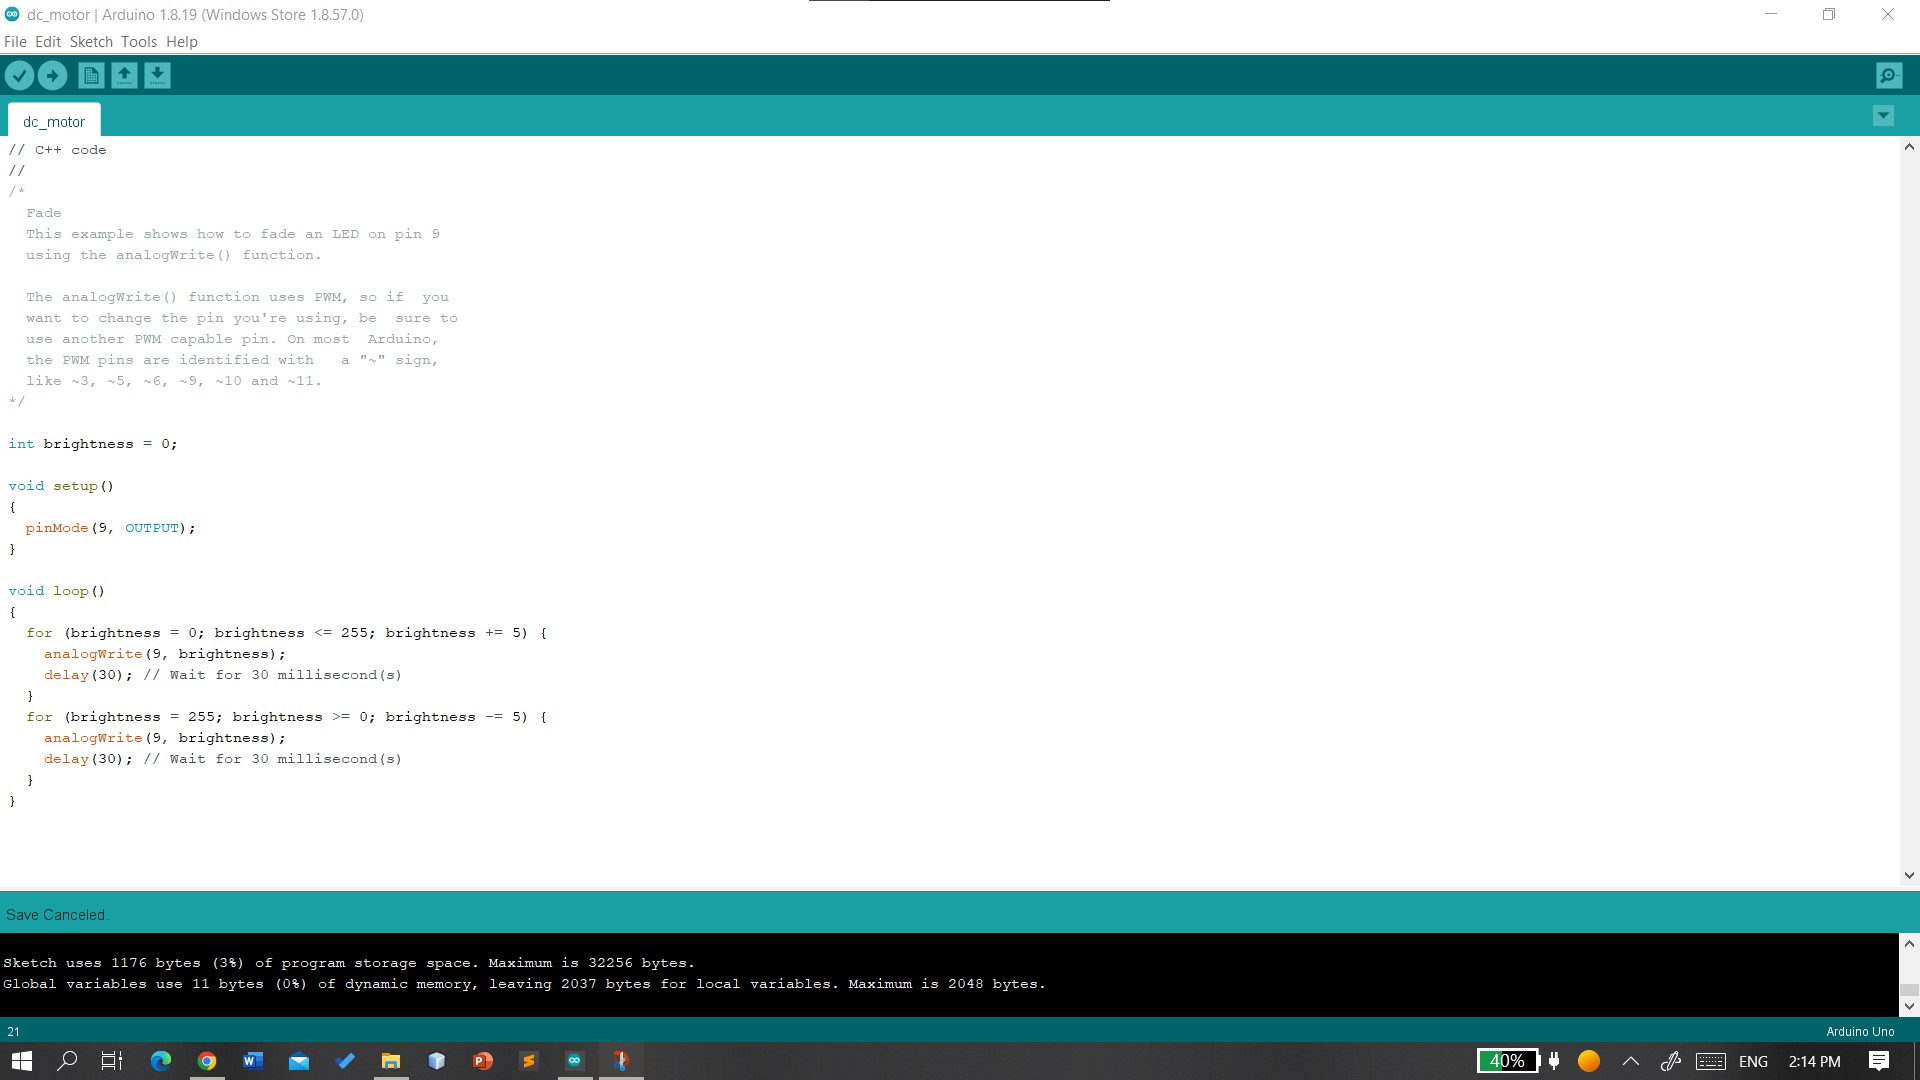 dc_motor | Arduino 1.8.19 (Windows Store 1.8.57.0)
File Edit Sketch Tools Help
dc_motor
// C++ code
//
/*
  Fade
  This example shows how to fade an LED on pin 9
  using the analogWrite() function.

  The analogWrite() function uses PWM, so if  you
  want to change the pin you're using, be  sure to
  use another PWM capable pin. On most  Arduino,
  the PWM pins are identified with   a "~" sign,
  like ~3, ~5, ~6, ~9, ~10 and ~11.
*/

int brightness = 0;

void setup()
{
  pinMode(9, OUTPUT);
}

void loop()
{
  for (brightness = 0; brightness <= 255; brightness += 5) {
    analogWrite(9, brightness);
    delay(30); // Wait for 30 millisecond(s)
  }
  for (brightness = 255; brightness >= 0; brightness -= 5) {
    analogWrite(9, brightness);
    delay(30); // Wait for 30 millisecond(s)
  }
}
Save Canceled.
Sketch uses 1176 bytes (3%) of program storage space. Maximum is 32256 bytes.
Global variables use 11 bytes (0%) of dynamic memory, leaving 2037 bytes for local variables. Maximum is 2048 bytes.
21 Arduino Uno
40% ENG 2:14 PM